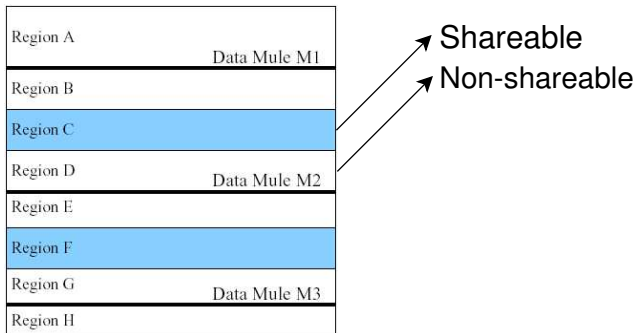 Region A
Data Mule M1
Region B
Region C
Region D
Data Mule M2
Region E
Region F
Region G
Data Mule M3
Region H
Shareable
Non-shareable